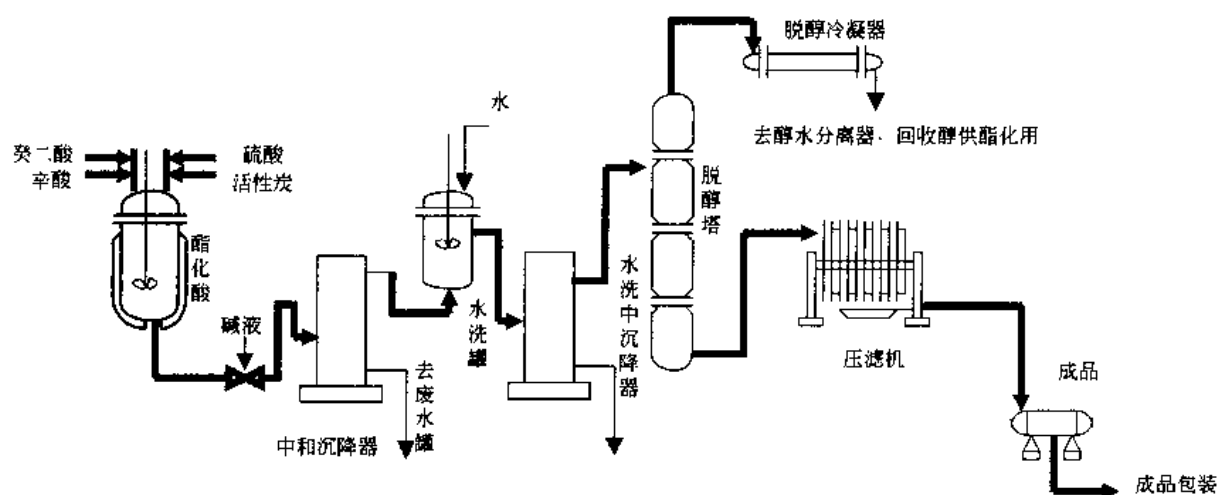 脱醇冷凝器
水
去醇水分离器、回收醇供酯化用
癸二酸
辛酸
硫酸
活性炭
酯化酸
碱液
中和沉降器
去废水罐
水洗罐
水洗中沉降器
脱醇塔
压滤机
成品
成品包装